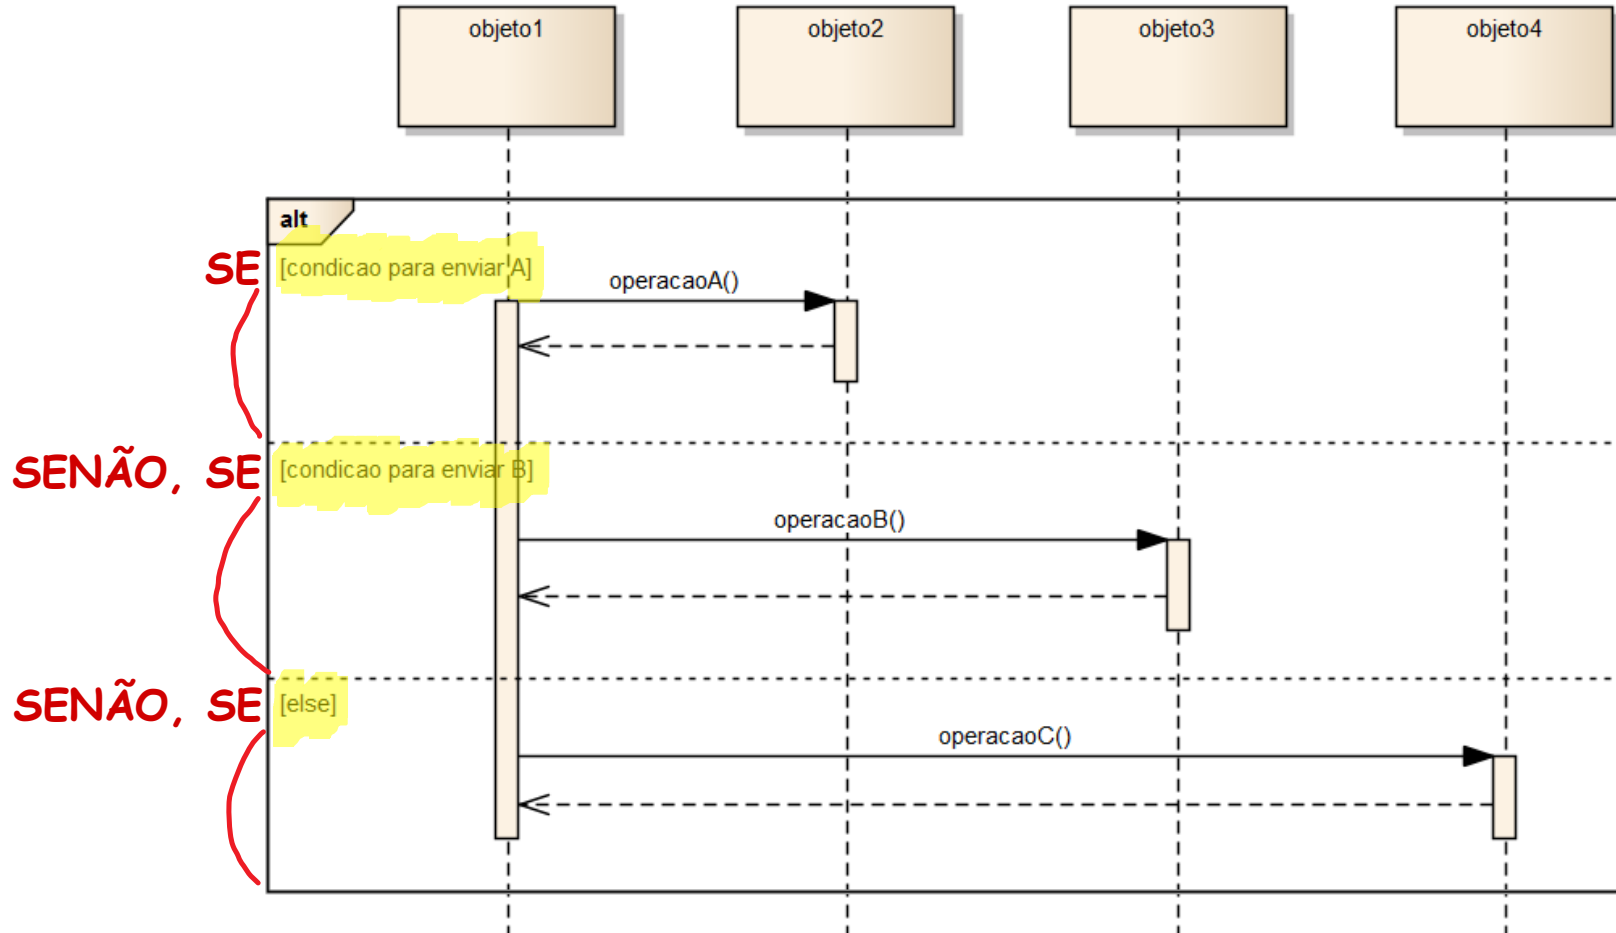 objeto1
objeto2
objeto3
objeto4
alt
SE [condicao para enviar A]
operacaoA()
SENÃO, SE [condicao para enviar B]
operacaoB()
SENÃO, SE [else]
operacaoC()